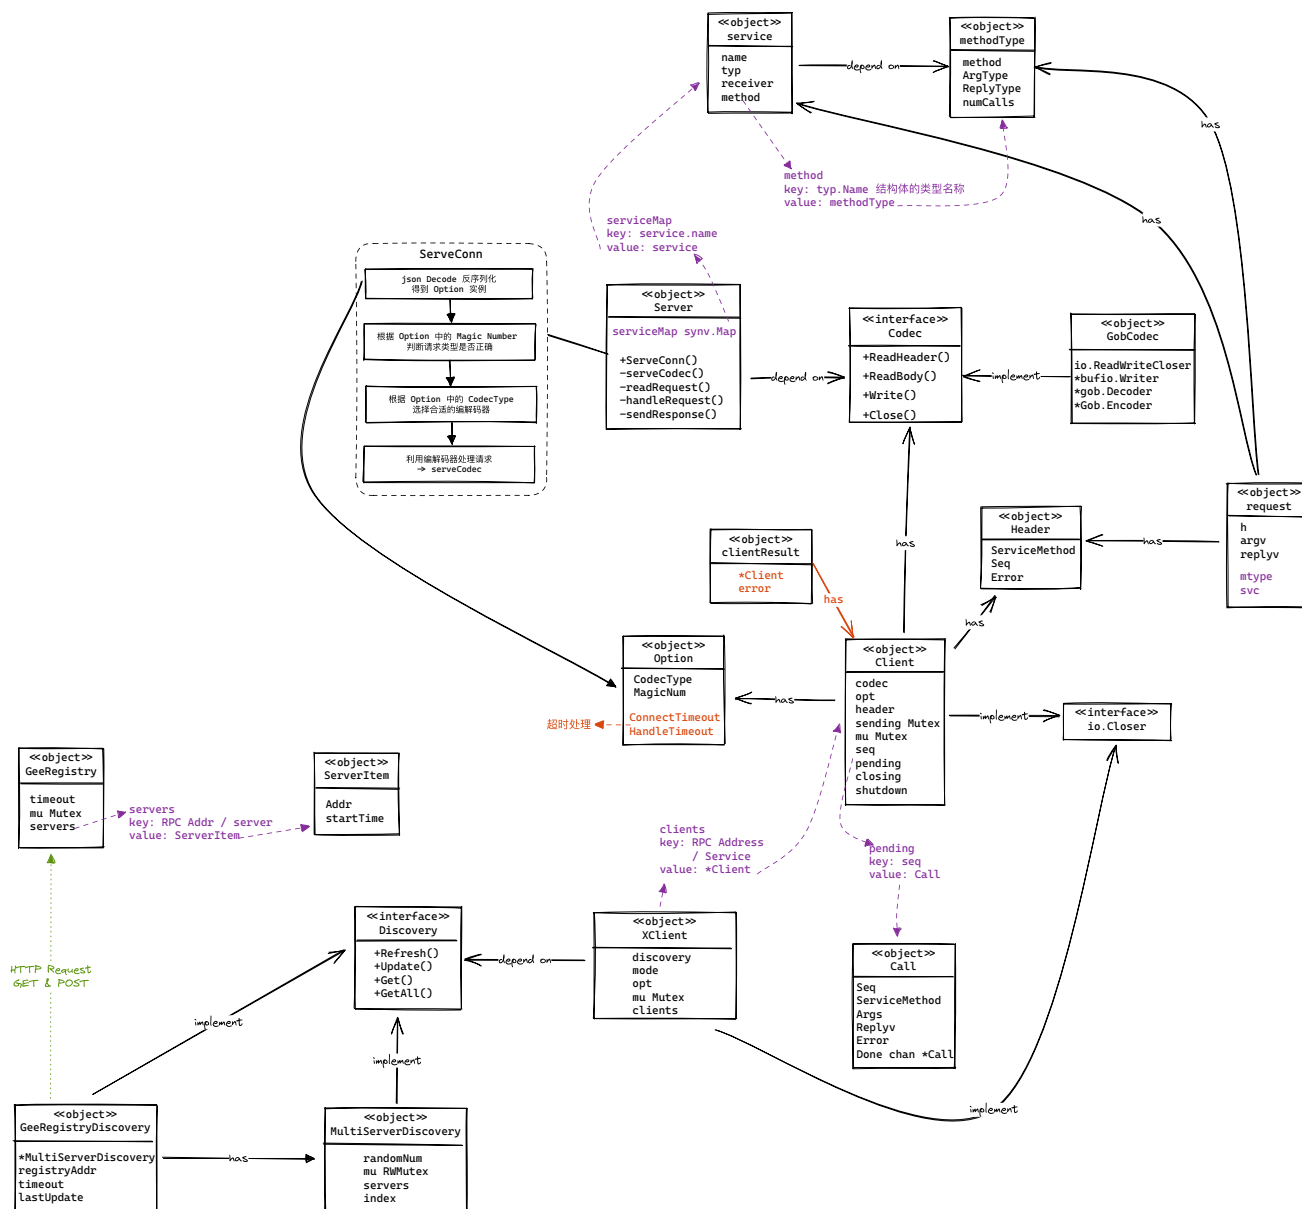 <<object>>
service
name
typ
receiver
method
depend on
<<object>>
methodType
method
ArgType
ReplyType
numCalls
has
method
key: typ.Name 结构体的类型名称
value: methodType
has
serviceMap
key: service.name
value: service
ServeConn
json Decode 反序列化
得到 Option 实例
根据 Option 中的 Magic Number
判断请求类型是否正确
根据 Option 中的 CodecType
选择合适的编解码器
利用编解码器处理请求
-> serveCodec
<<object>>
Server
serviceMap synv.Map
+ServeConn()
-serveCodec()
-readRequest()
-handleRequest()
-sendResponse()
depend on
<<interface>>
Codec
+ReadHeader()
+ReadBody()
+Write()
+Close()
implement
<<object>>
GobCodec
io.ReadWriteCloser
*bufio.Writer
*gob.Decoder
*Gob.Encoder
<<object>>
request
h
argv
replyv
mtype
svc
has
<<object>>
Header
ServiceMethod
Seq
Error
has
has
<<object>>
clientResult
*Client
error
has
<<object>>
Option
CodecType
MagicNum
ConnectTimeout
HandleTimeout
超时处理
has
<<object>>
Client
codec
opt
header
sending Mutex
mu Mutex
seq
pending
closing
shutdown
implement
<<interface>>
io.Closer
<<object>>
GeeRegistry
timeout
mu Mutex
servers
servers
key: RPC Addr / server
value: ServerItem
<<object>>
ServerItem
Addr
startTime
clients
key: RPC Address
/ Service
value: *Client
pending
key: seq
value: Call
<<interface>>
Discovery
+Refresh()
+Update()
+Get()
+GetAll()
depend on
<<object>>
XClient
discovery
mode
opt
mu Mutex
clients
<<object>>
Call
Seq
ServiceMethod
Args
Replyv
Error
Done chan *Call
HTTP Request
GET & POST
implement
implement
implement
<<object>>
GeeRegistryDiscovery
*MultiServerDiscovery
registryAddr
timeout
lastUpdate
has
<<object>>
MultiServerDiscovery
randomNum
mu RWMutex
servers
index